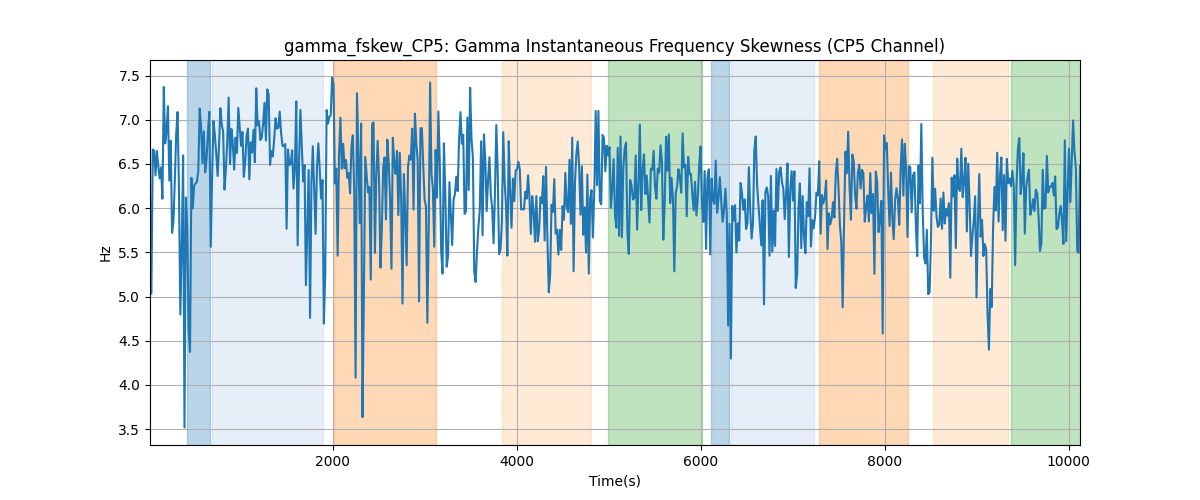 gamma_fskew_CP5: Gamma Instantaneous Frequency Skewness (CP5 Channel)
7.5
7.0
6.5
6.0
5.5
5.0
4.5
4.0
3.5
Hz
2000 4000 6000 8000 10000
Time(s)